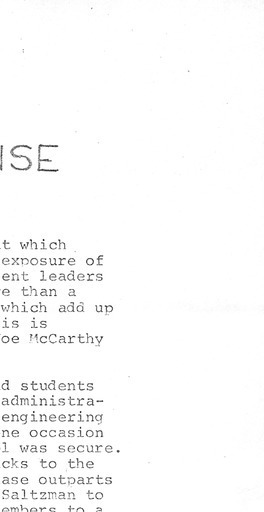 ISE
t which
exposure of
ent leaders
e than a
which add up
is is
oe McCarthy
d students
administra-
engineering
ne occasion
l was secure.
cks to the
ase outparts
Saltzman to
embers to a